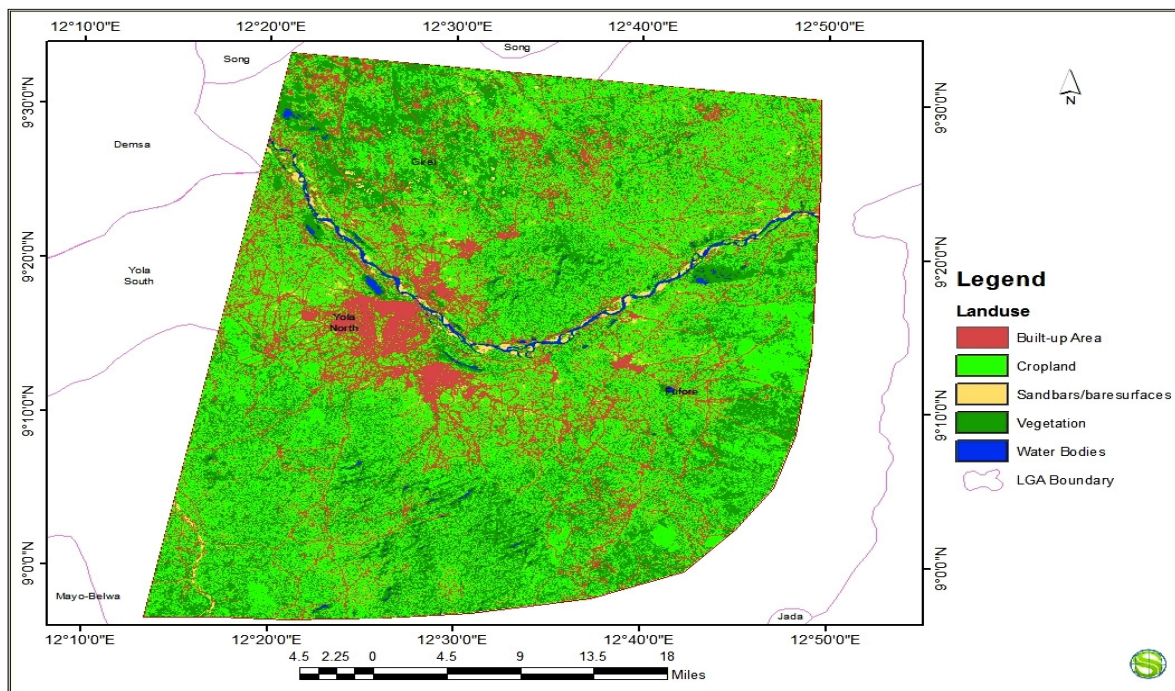 12°10'0"E 12°20'0"E 12°30'0"E 12°40'0"E 12°50'0"E
Song
Song
9°30'0"N
9°30'0"N
N
Demsa
Girei
9°20'0"N
9°20'0"N
Yola
South
Yola
North
Legend
Landuse
Built-up Area
Cropland
Sandbars/baresurfaces
Vegetation
Water Bodies
LGA Boundary
Fufore
9°10'0"N
9°10'0"N
9°0'0"N
9°0'0"N
Mayo-Belwa
Jada
12°10'0"E 12°20'0"E 12°30'0"E 12°40'0"E 12°50'0"E
4.5 2.25 0 4.5 9 13.5 18
Miles